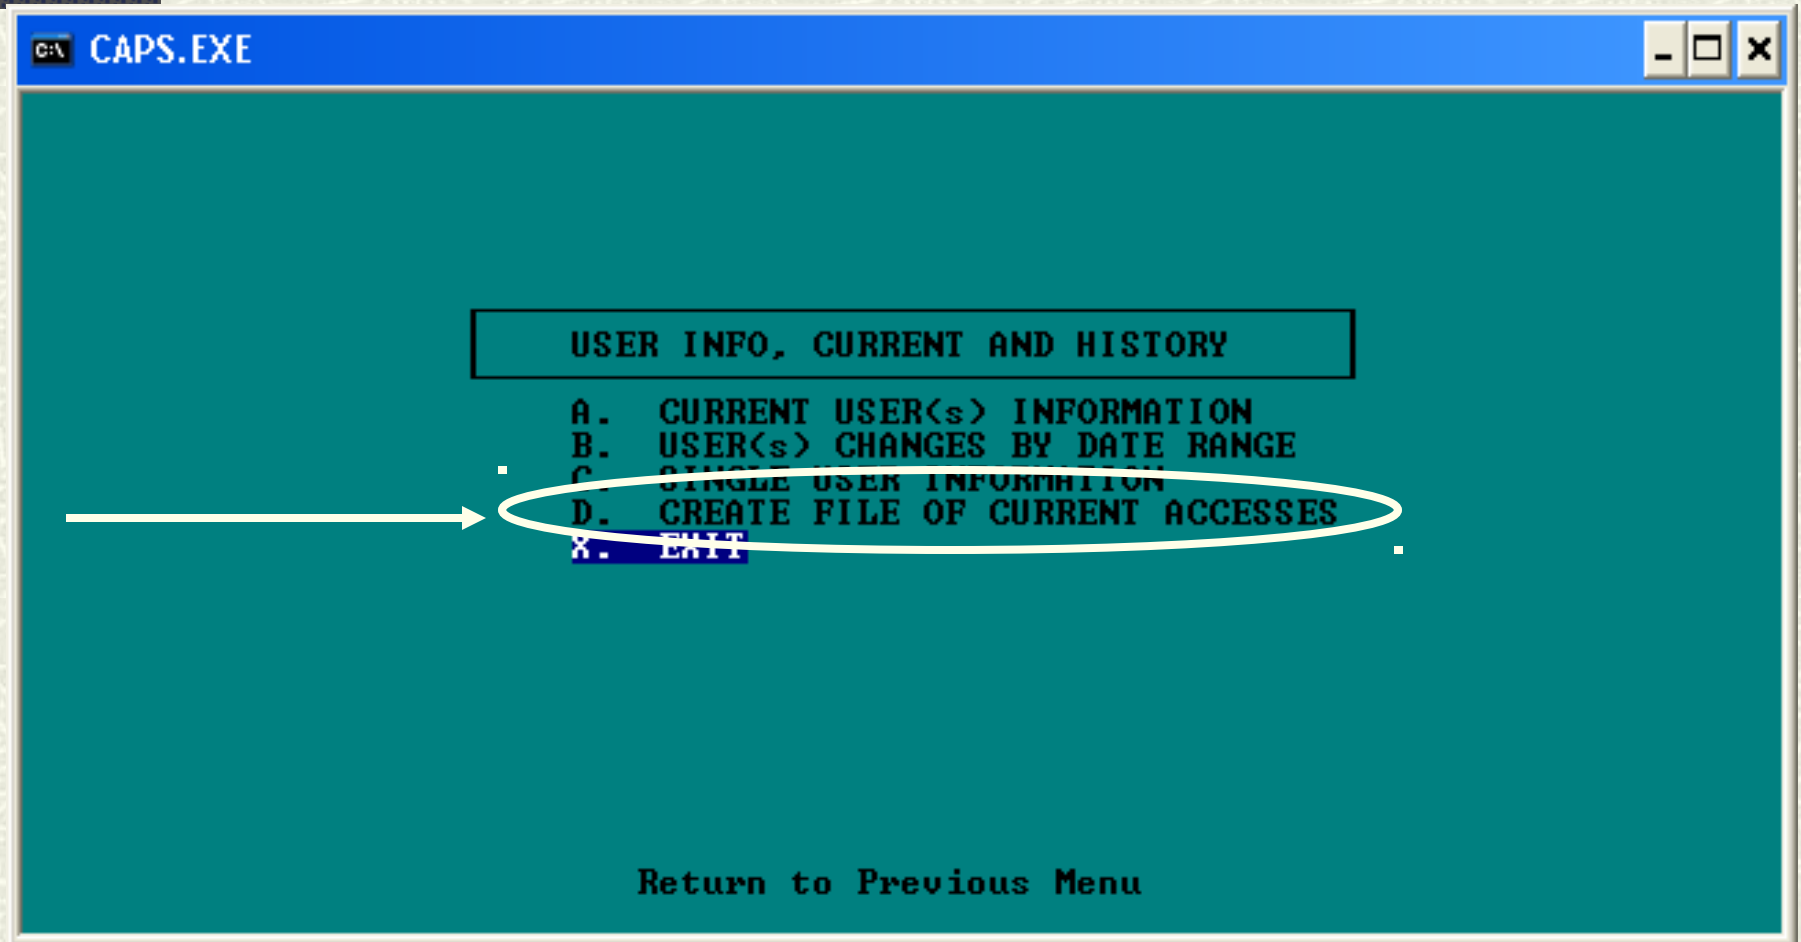 C:\ CAPS.EXE
USER INFO, CURRENT AND HISTORY
A. CURRENT USER(s) INFORMATION
B. USER(s) CHANGES BY DATE RANGE
C. SINGLE USER INFORMATION
D. CREATE FILE OF CURRENT ACCESSES
X. EXIT
Return to Previous Menu